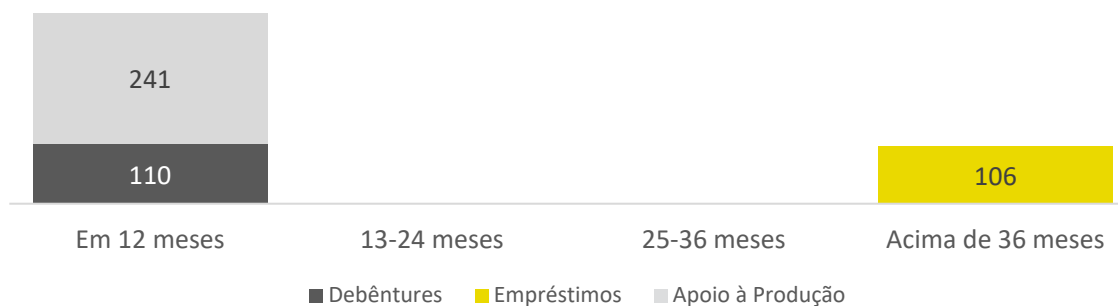 241
110
106
Em 12 meses
13-24 meses
25-36 meses
Acima de 36 meses
Debêntures
Empréstimos
Apoio à Produção